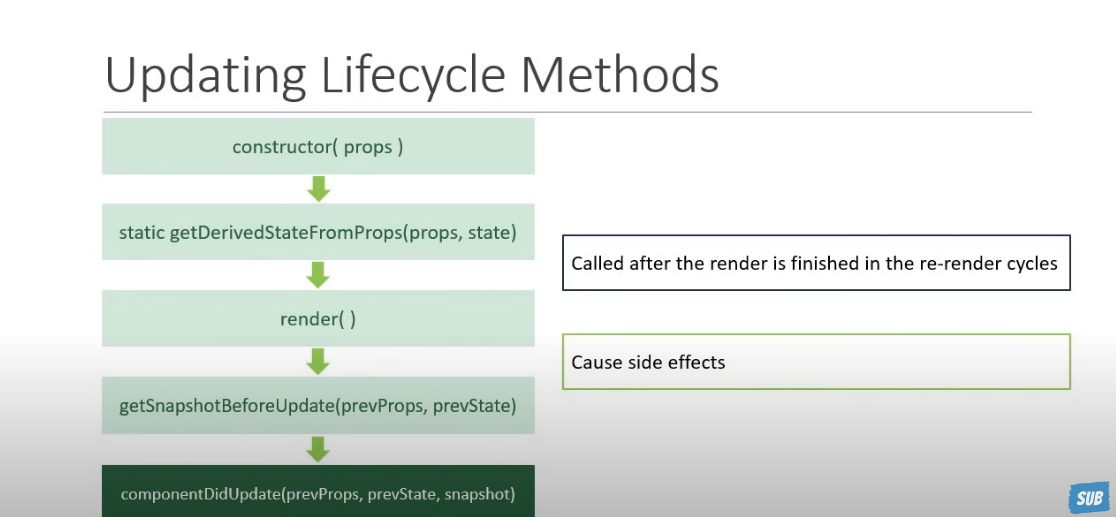 Updating Lifecycle Methods
constructor( props )
static getDerivedStateFromProps(props, state)
render( )
getSnapshotBeforeUpdate(prevProps, prevState)
componentDidUpdate(prevProps, prevState, snapshot)
Called after the render is finished in the re-render cycles
Cause side effects
SUB